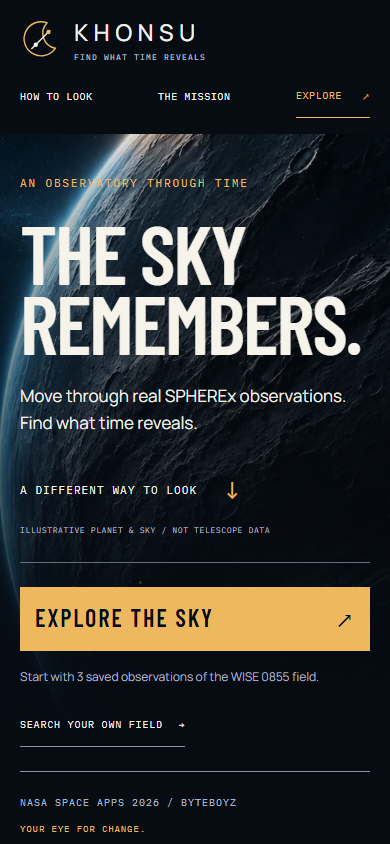 KHONSU
FIND WHAT TIME REVEALS
HOW TO LOOK
THE MISSION
EXPLORE ↗
AN OBSERVATORY THROUGH TIME
THE SKY
REMEMBERS.
Move through real SPHEREx observations.
Find what time reveals.
A DIFFERENT WAY TO LOOK ↓
ILLUSTRATIVE PLANET & SKY / NOT TELESCOPE DATA
EXPLORE THE SKY ↗
Start with 3 saved observations of the WISE 0855 field.
SEARCH YOUR OWN FIELD →
NASA SPACE APPS 2026 / BYTEBOYZ
YOUR EYE FOR CHANGE.